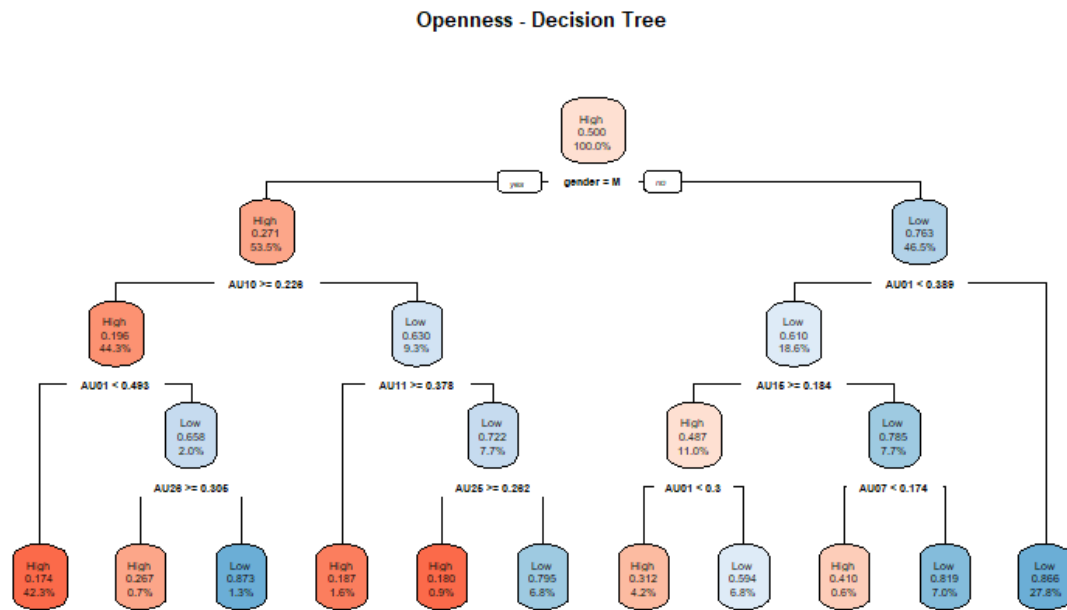 Openness - Decision Tree
High
0.500
100.0%
yes
gender = M
no
High
0.271
53.5%
Low
0.763
46.5%
AU10 >= 0.226
AU01 < 0.389
High
0.196
44.3%
Low
0.630
9.3%
Low
0.610
18.6%
AU01 < 0.493
AU11 >= 0.378
AU15 >= 0.184
Low
0.658
2.0%
Low
0.722
7.7%
High
0.487
11.0%
Low
0.785
7.7%
AU26 >= 0.305
AU25 >= 0.262
AU01 < 0.3
AU07 < 0.174
High
0.174
42.3%
High
0.267
0.7%
Low
0.873
1.3%
High
0.187
1.6%
High
0.180
0.9%
Low
0.795
6.8%
High
0.312
4.2%
Low
0.594
6.8%
High
0.410
0.6%
Low
0.819
7.0%
Low
0.866
27.8%